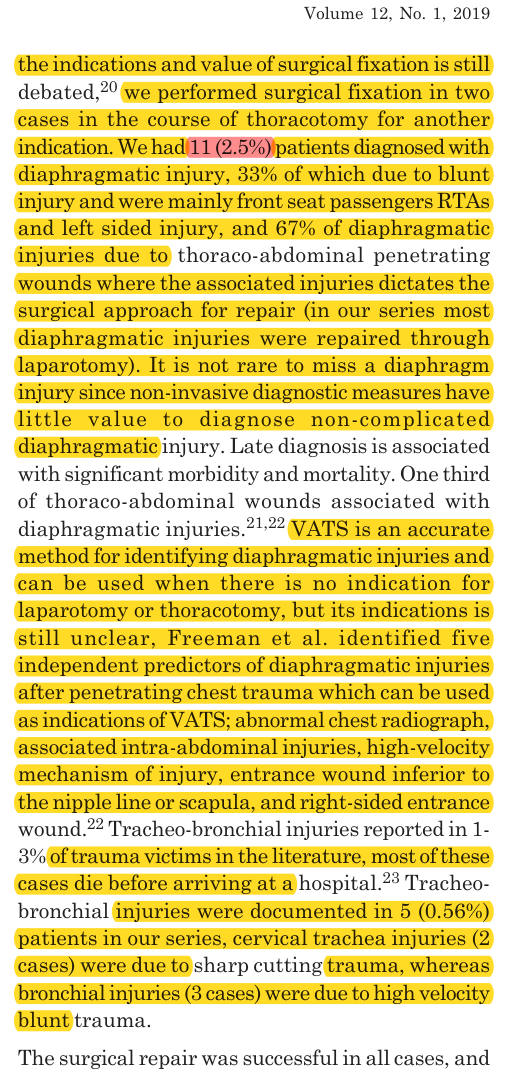 Volume 12, No. 1, 2019
the indications and value of surgical fixation is still
debated,20 we performed surgical fixation in two
cases in the course of thoracotomy for another
indication. We had 11 (2.5%) patients diagnosed with
diaphragmatic injury, 33% of which due to blunt
injury and were mainly front seat passengers RTAs
and left sided injury, and 67% of diaphragmatic
injuries due to thoraco-abdominal penetrating
wounds where the associated injuries dictates the
surgical approach for repair (in our series most
diaphragmatic injuries were repaired through
laparotomy). It is not rare to miss a diaphragm
injury since non-invasive diagnostic measures have
little value to diagnose non-complicated
diaphragmatic injury. Late diagnosis is associated
with significant morbidity and mortality. One third
of thoraco-abdominal wounds associated with
diaphragmatic injuries.21,22 VATS is an accurate
method for identifying diaphragmatic injuries and
can be used when there is no indication for
laparotomy or thoracotomy, but its indications is
still unclear, Freeman et al. identified five
independent predictors of diaphragmatic injuries
after penetrating chest trauma which can be used
as indications of VATS; abnormal chest radiograph,
associated intra-abdominal injuries, high-velocity
mechanism of injury, entrance wound inferior to
the nipple line or scapula, and right-sided entrance
wound.22 Tracheo-bronchial injuries reported in 1-
3% of trauma victims in the literature, most of these
cases die before arriving at a hospital.23 Tracheo-
bronchial injuries were documented in 5 (0.56%)
patients in our series, cervical trachea injuries (2
cases) were due to sharp cutting trauma, whereas
bronchial injuries (3 cases) were due to high velocity
blunt trauma.
The surgical repair was successful in all cases, and